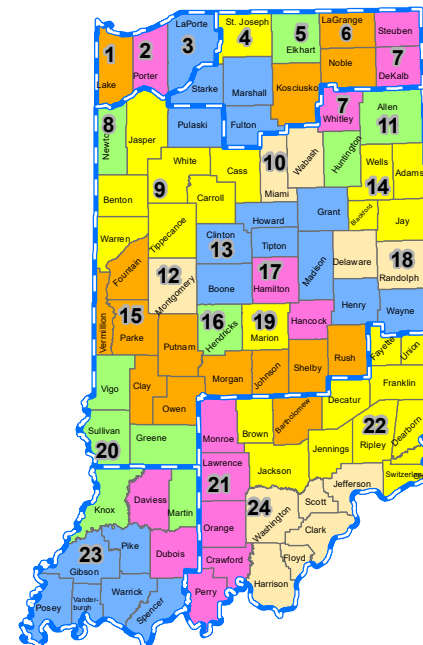 LaPorte
St. Joseph
LaGrange
Steuben
1
2
3
4
5
6
Elkhart
Lake
Porter
Noble
7
DeKalb
Starke
Marshall
Kosciusko
7
Whitley
Allen
11
8
Jasper
Pulaski
Fulton
White
Cass
10
Miami
Wabash
Huntington
Wells
14
Adams
Benton
9
Carroll
Tippecanoe
Howard
Grant
Blackford
Jay
Warren
Clinton
13
Tipton
Madison
Delaware
18
Randolph
Fountain
12
Montgomery
Boone
17
Hamilton
Henry
Wayne
15
Vermillion
Parke
Putnam
16
Hendricks
19
Marion
Hancock
Rush
Fayette
Union
Vigo
Clay
Owen
Morgan
Johnson
Shelby
Franklin
Decatur
Sullivan
20
Greene
Monroe
Brown
Bartholomew
22
Ripley
Dearborn
Jennings
Lawrence
21
Jackson
Jefferson
Knox
Daviess
Martin
24
Washington
Scott
Orange
Clark
23
Gibson
Pike
Dubois
Crawford
Floyd
Harrison
Posey
Vander-
burgh
Warrick
Spencer
Perry